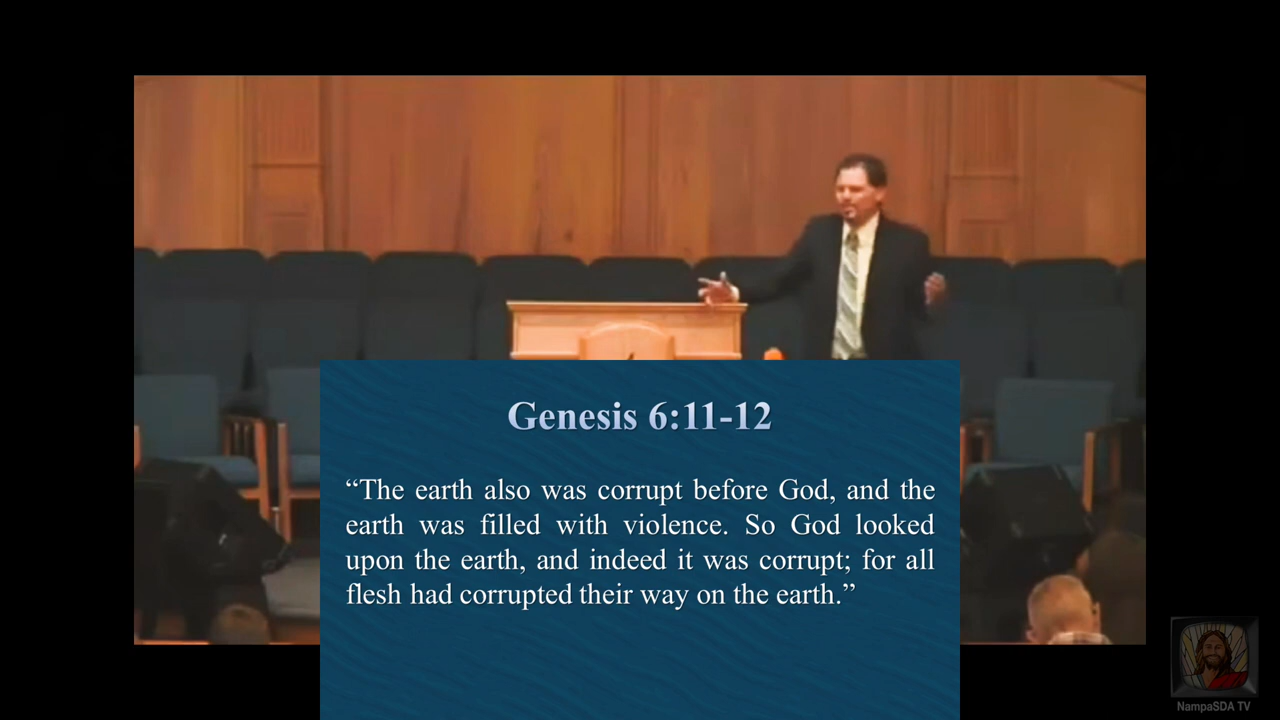 Genesis 6:11-12
“The earth also was corrupt before God, and the
earth was filled with violence. So God looked
upon the earth, and indeed it was corrupt; for all
flesh had corrupted their way on the earth.”
NampaSDA TV